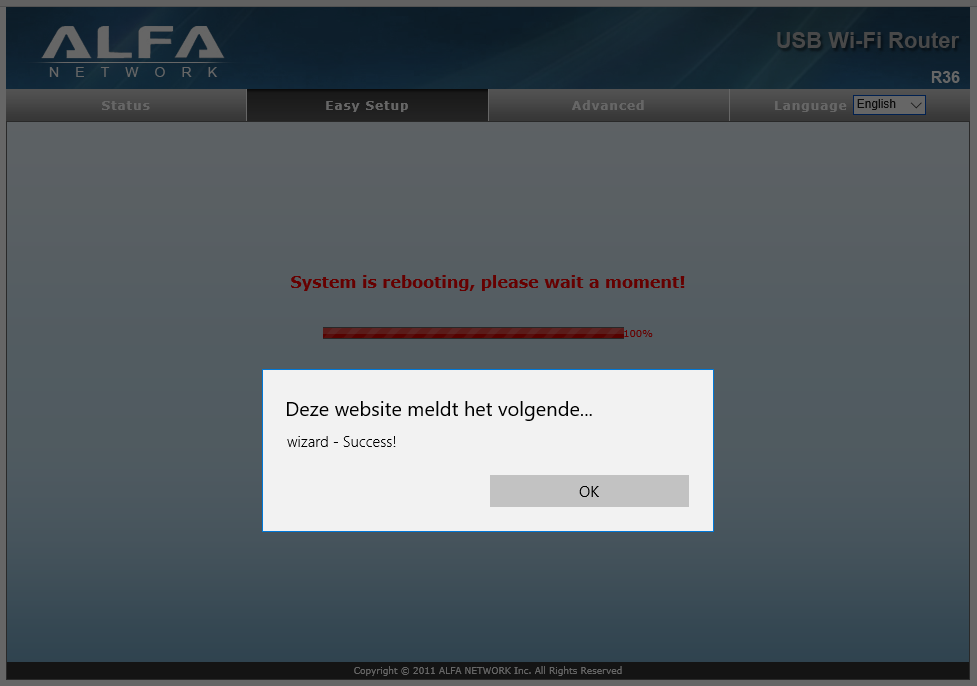 ALFA
NETWORK
USB Wi-Fi Router
R36
Status
Easy Setup
Advanced
Language English
System is rebooting, please wait a moment!
100%
Deze website meldt het volgende...
wizard - Success!
OK
Copyright © 2011 ALFA NETWORK Inc. All Rights Reserved